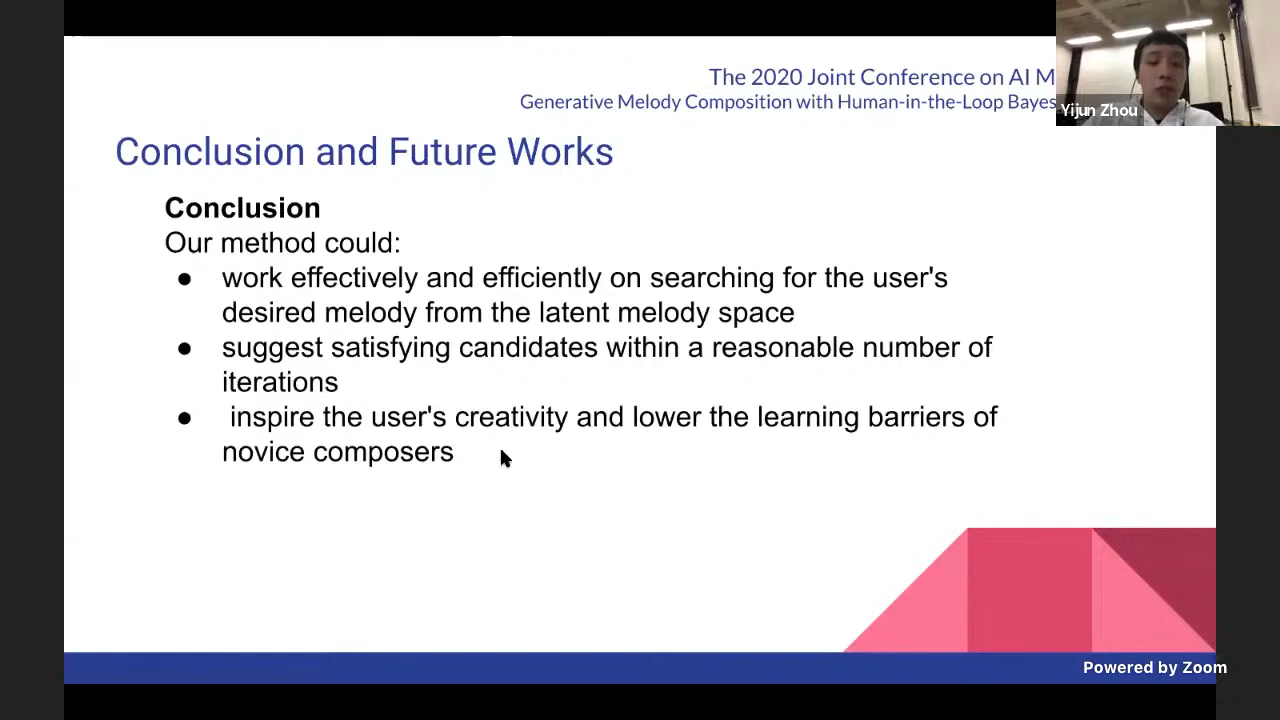 The 2020 Joint Conference on AI M
Generative Melody Composition with Human-in-the-Loop Bayes
Yijun Zhou
Conclusion and Future Works
Conclusion
Our method could:
● work effectively and efficiently on searching for the user's
desired melody from the latent melody space
● suggest satisfying candidates within a reasonable number of
iterations
● inspire the user's creativity and lower the learning barriers of
novice composers
Powered by Zoom